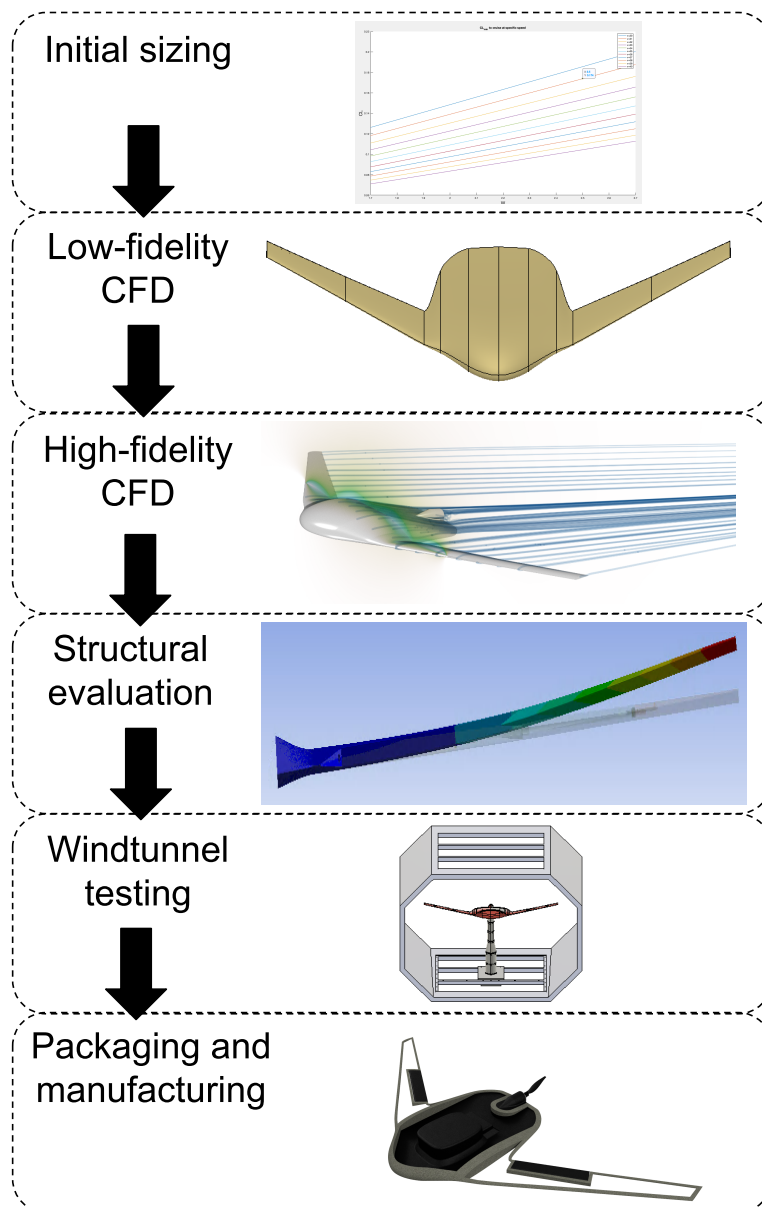 Initial sizing
Low-fidelity
CFD
High-fidelity
CFD
Structural
evaluation
Windtunnel
testing
Packaging and
manufacturing